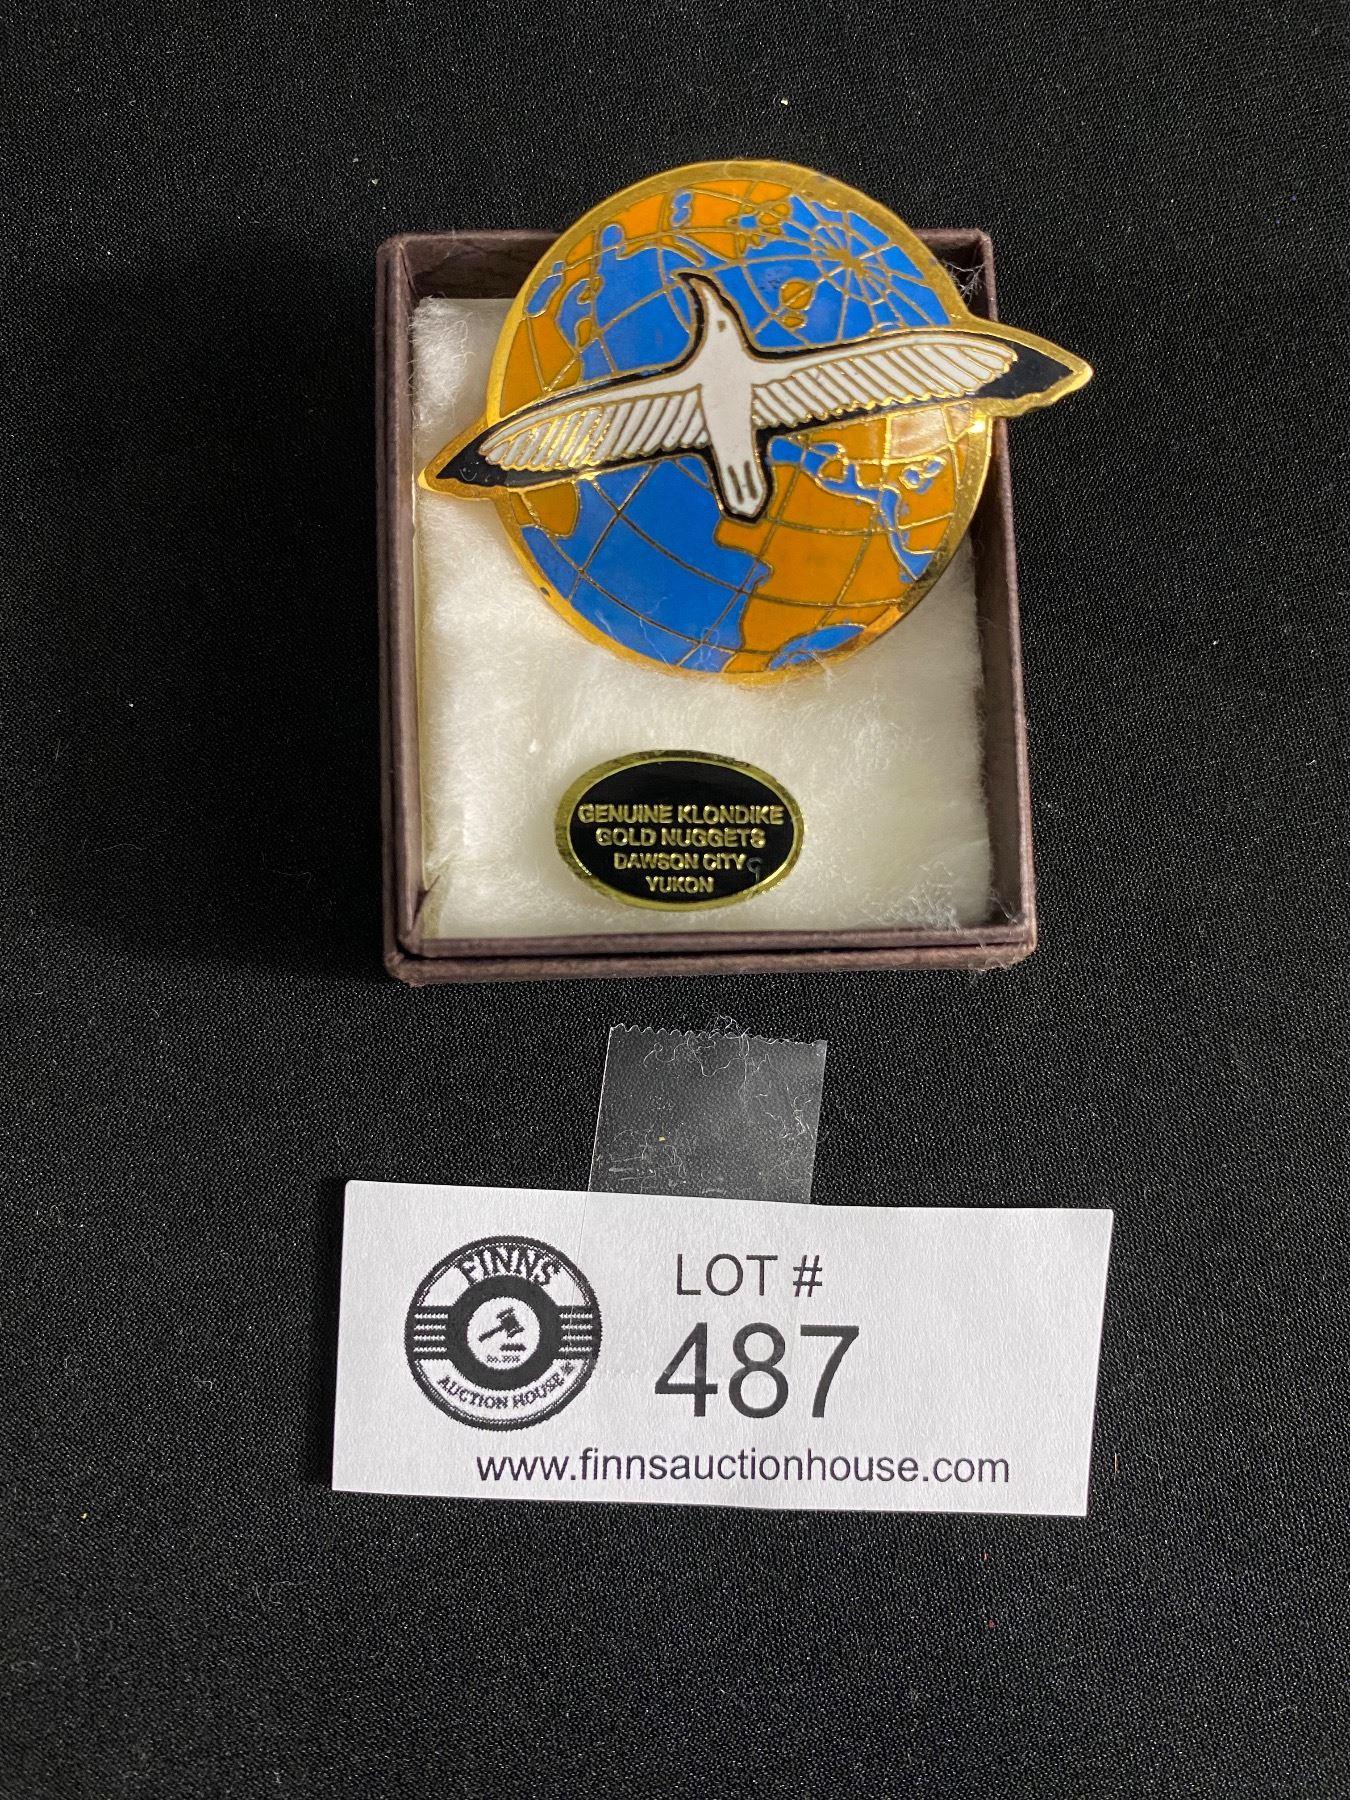 GENUINE KLONDIKE
GOLD NUGGETS
DAWSON CITY
YUKON
FINNS
AUCTION HOUSE
LOT #
487
www.finnsauctionhouse.com